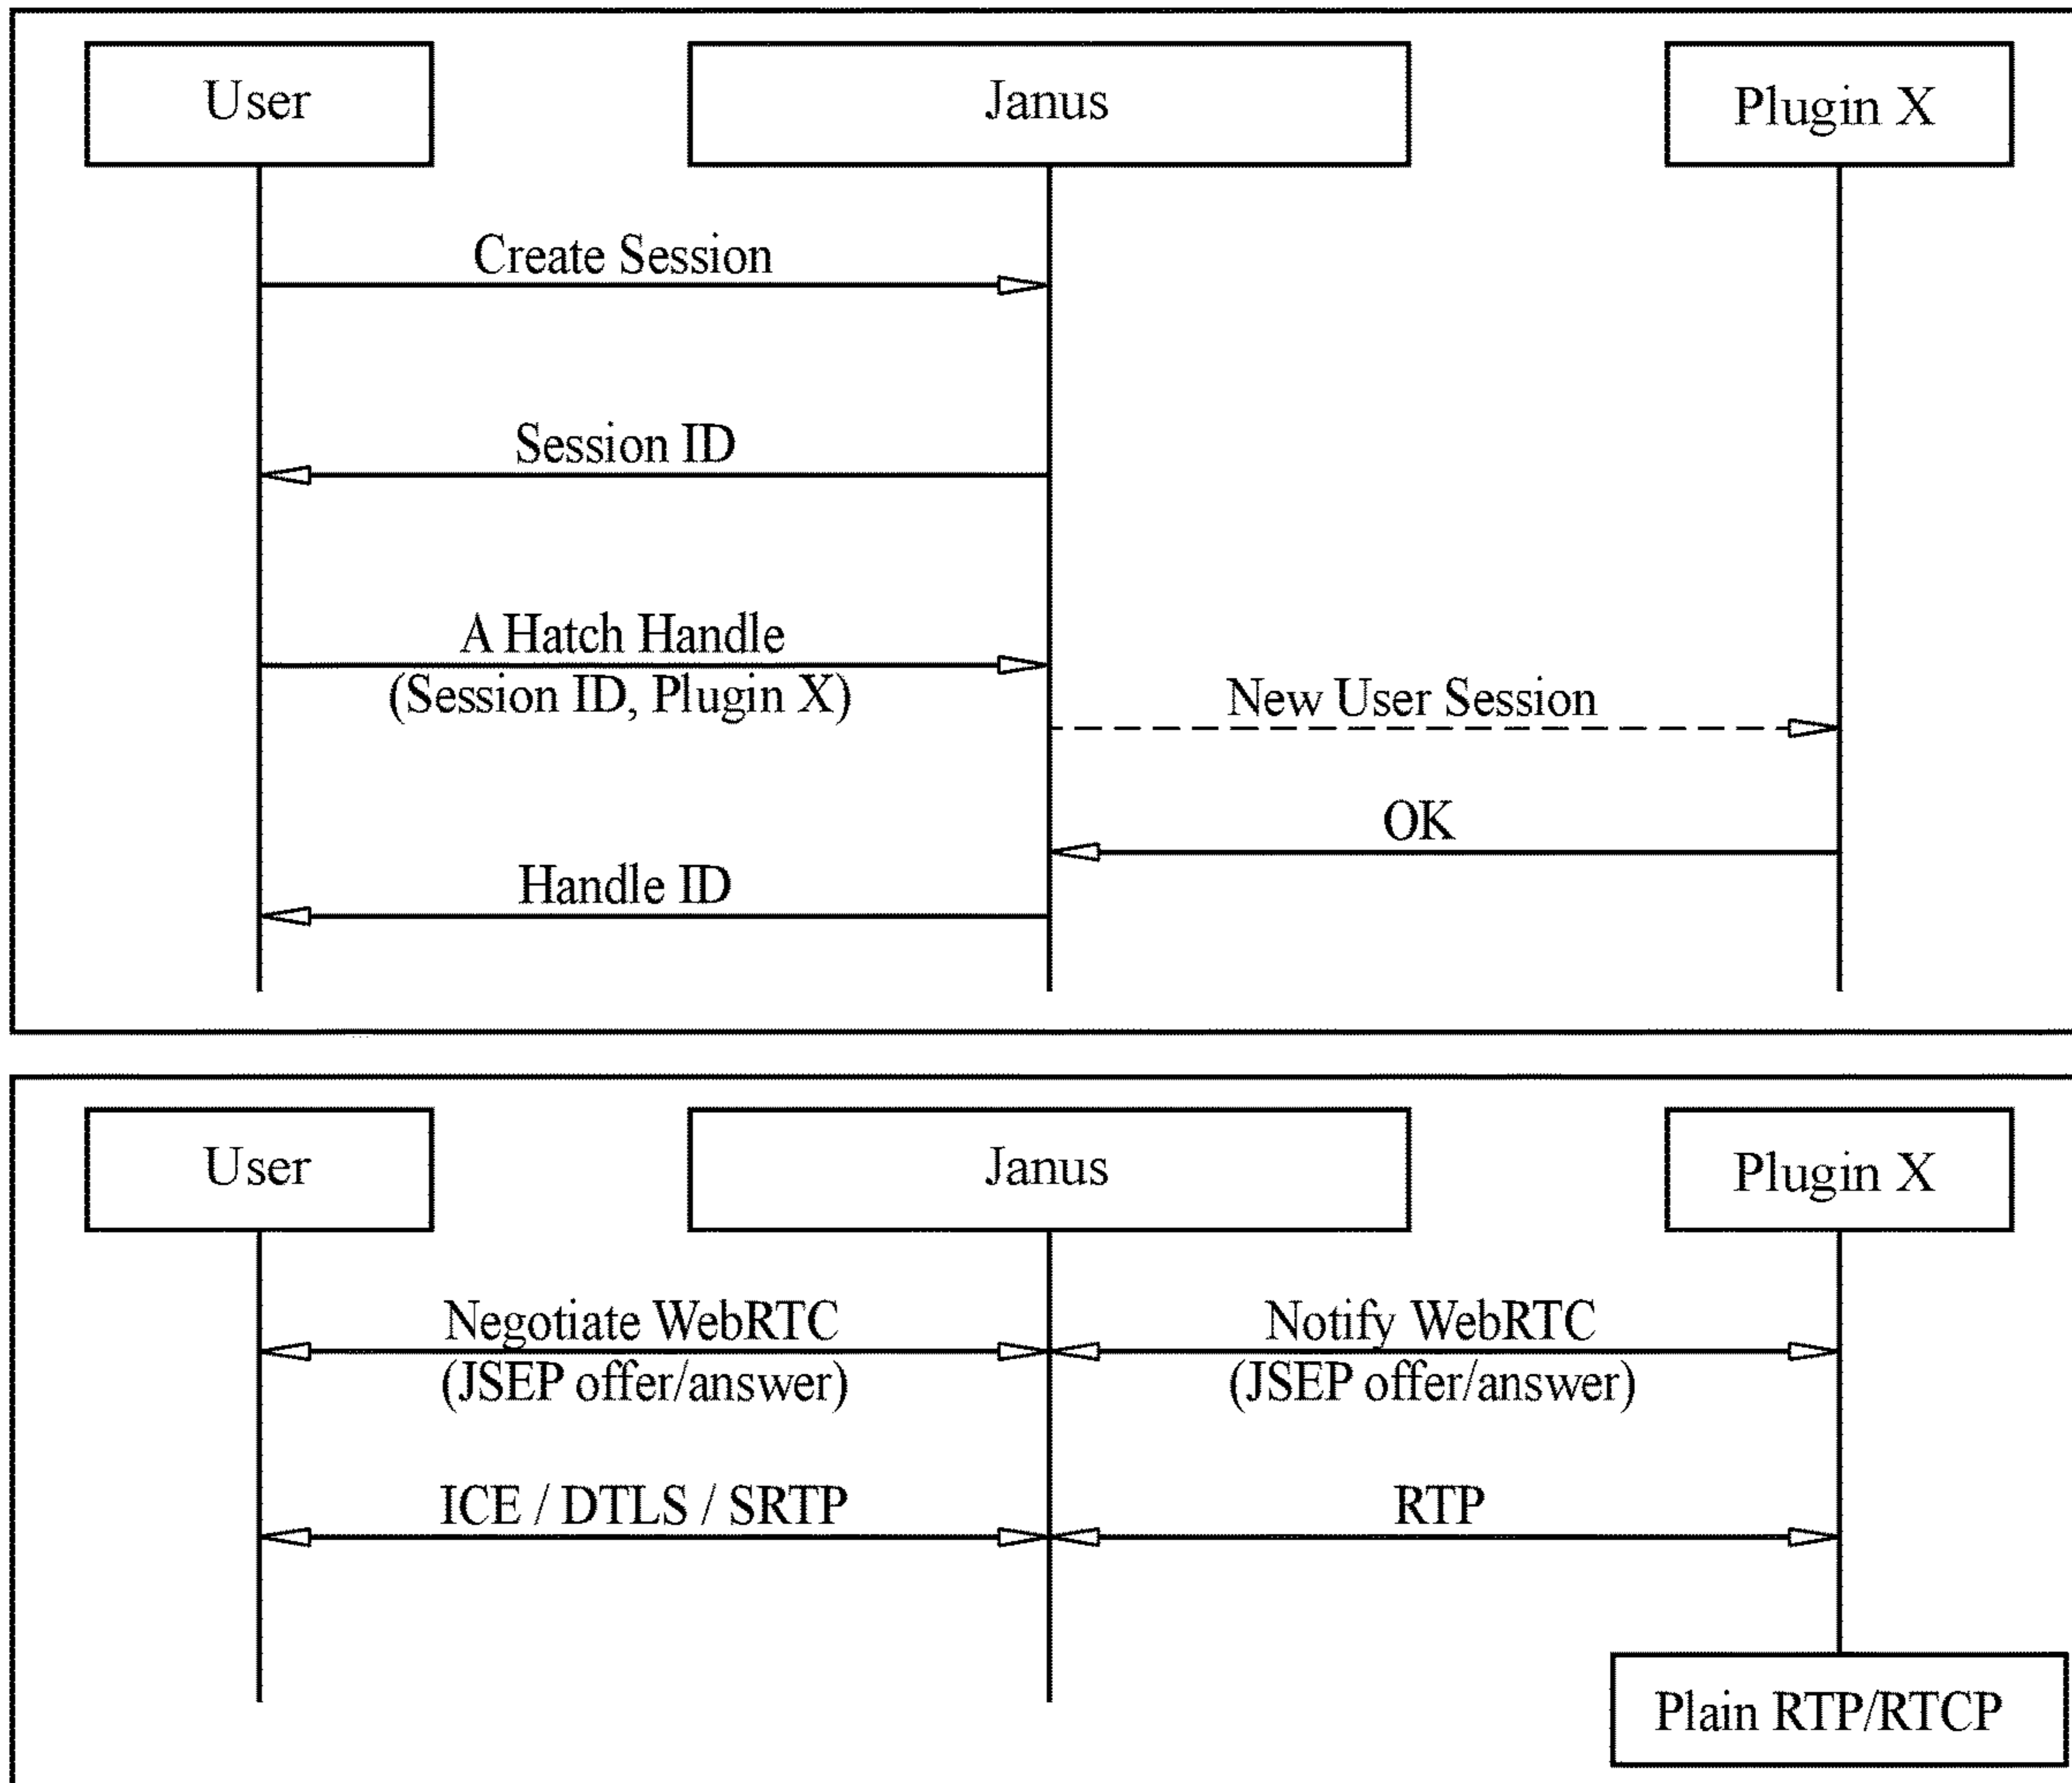 User
Janus
Plugin X
Create Session
Session ID
A Hatch Handle
(Session ID, Plugin X)
New User Session
OK
Handle ID
User
Janus
Plugin X
Negotiate WebRTC
(JSEP offer/answer)
Notify WebRTC
(JSEP offer/answer)
ICE / DTLS / SRTP
RTP
Plain RTP/RTCP